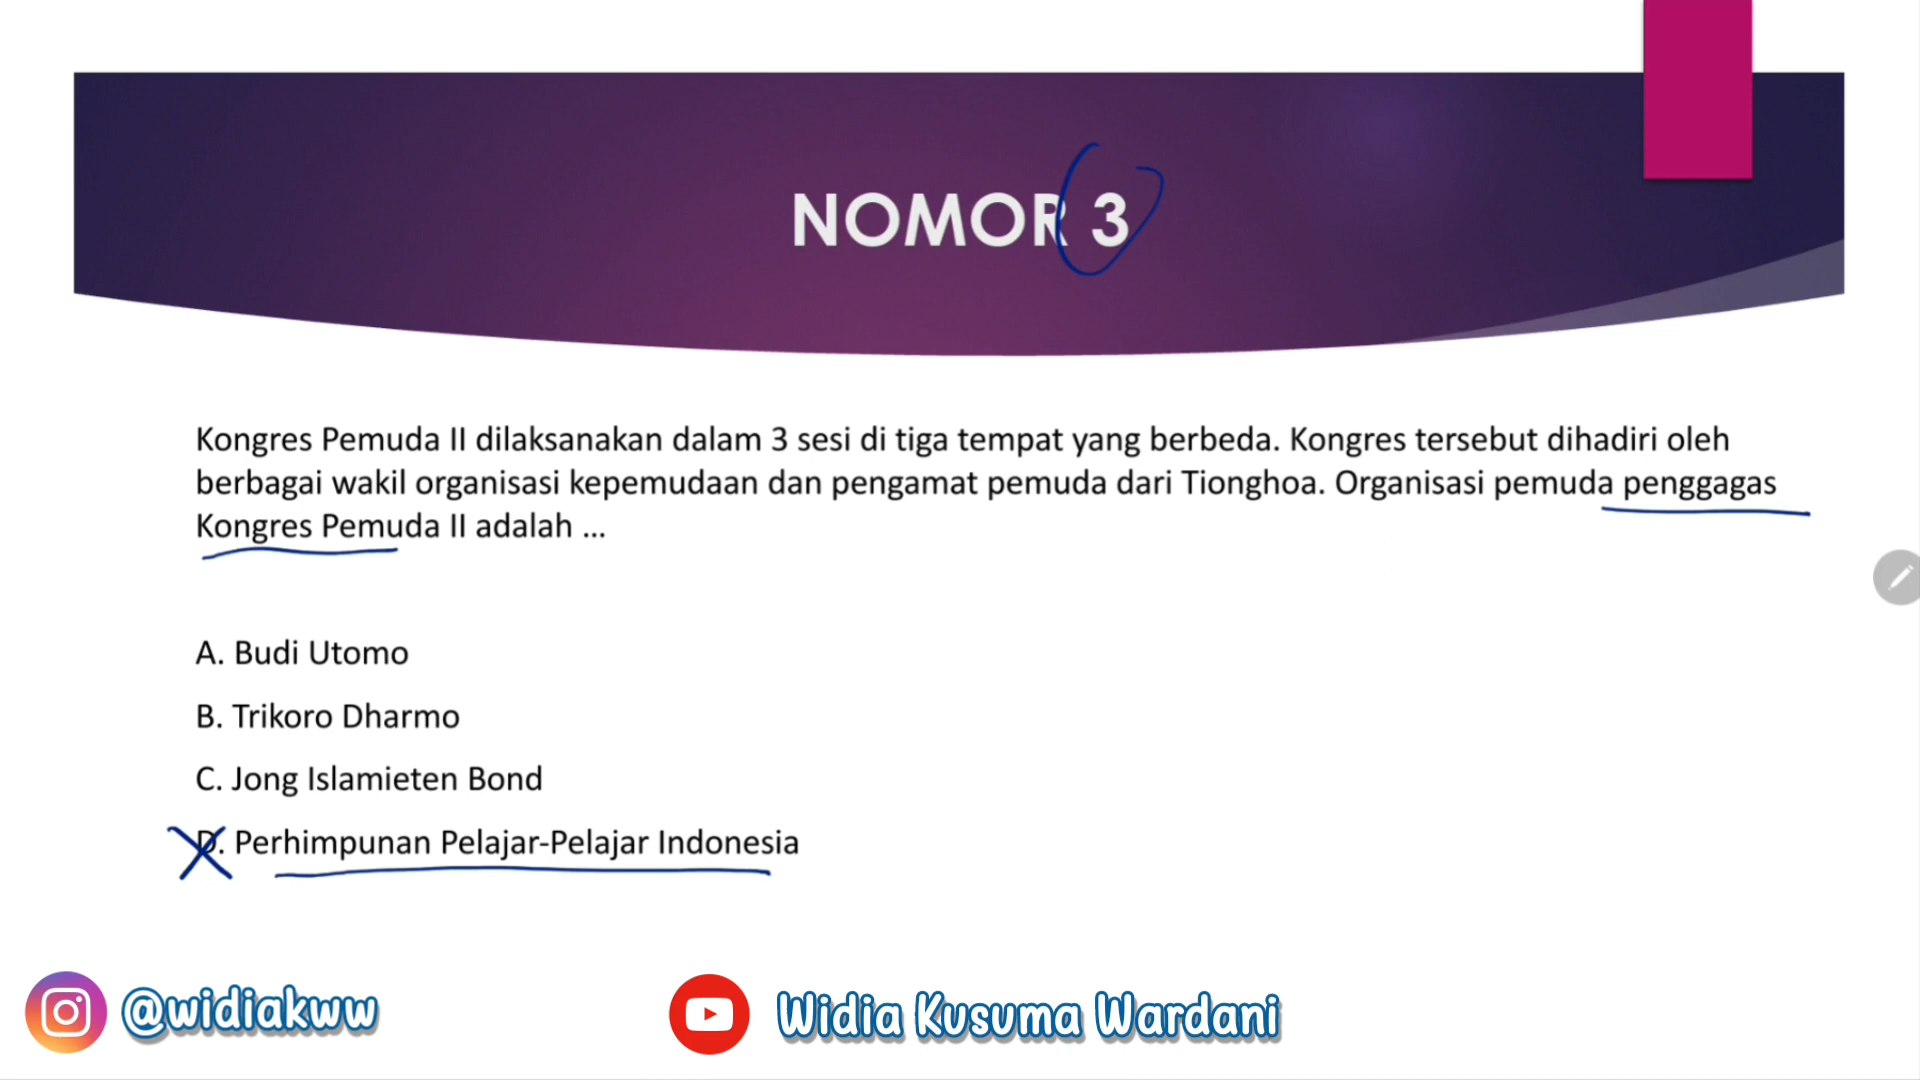 NOMOR 3
Kongres Pemuda II dilaksanakan dalam 3 sesi di tiga tempat yang berbeda. Kongres tersebut dihadiri oleh
berbagai wakil organisasi kepemudaan dan pengamat pemuda dari Tionghoa. Organisasi pemuda penggagas
Kongres Pemuda II adalah ...
A. Budi Utomo
B. Trikoro Dharmo
C. Jong Islamieten Bond
D. Perhimpunan Pelajar-Pelajar Indonesia
@widiakww
Widia Kusuma Wardani